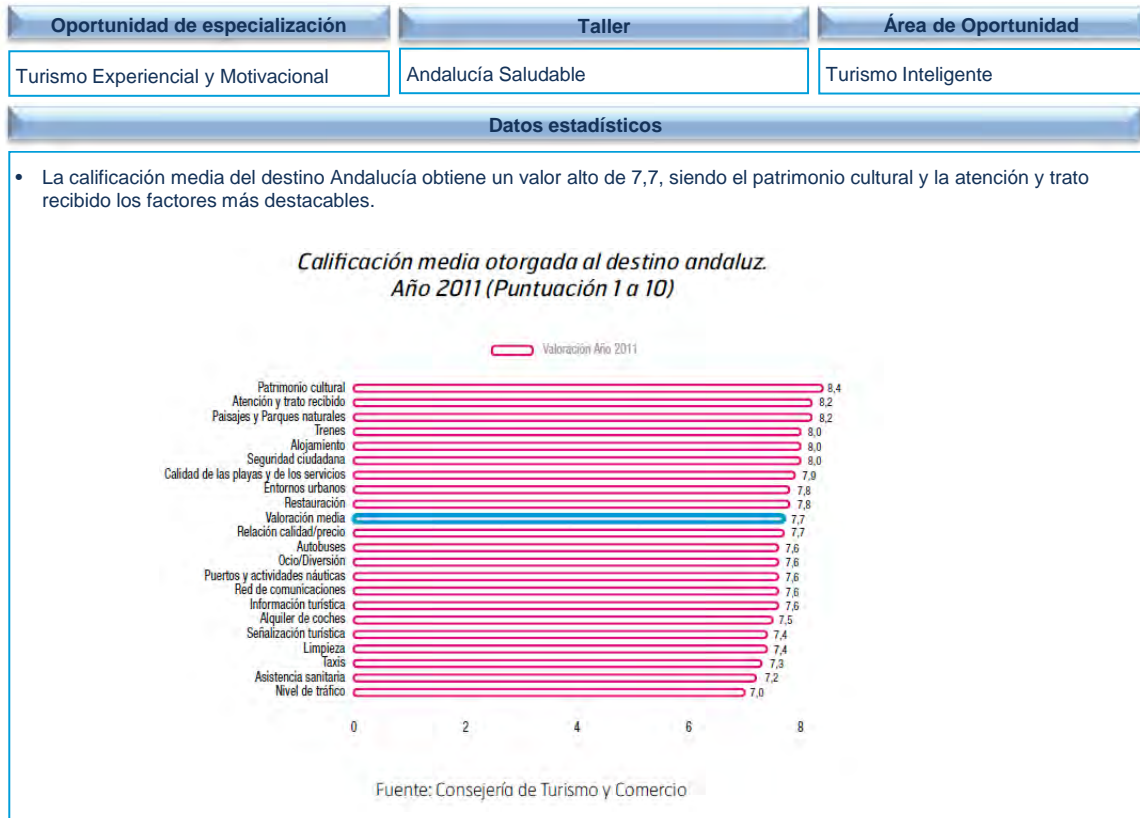 Oportunidad de especialización
Taller
Área de Oportunidad
Turismo Experiencial y Motivacional
Andalucía Saludable
Turismo Inteligente
Datos estadísticos
• La calificación media del destino Andalucía obtiene un valor alto de 7,7, siendo el patrimonio cultural y la atención y trato
recibido los factores más destacables.
Calificación media otorgada al destino andaluz.
Año 2011 (Puntuación 1 a 10)
Valoración Año 2011
Patrimonio cultural 8,4
Atención y trato recibido 8,2
Paisajes y Parques naturales 8,2
Trenes 8,0
Alojamiento 8,0
Seguridad ciudadana 8,0
Calidad de las playas y de los servicios 7,9
Entornos urbanos 7,8
Restauración 7,8
Valoración media 7,7
Relación calidad/precio 7,7
Autobuses 7,6
Ocio/Diversión 7,6
Puertos y actividades náuticas 7,6
Red de comunicaciones 7,6
Información turística 7,6
Alquiler de coches 7,5
Señalización turística 7,4
Limpieza 7,4
Taxis 7,3
Asistencia sanitaria 7,2
Nivel de tráfico 7,0
0 2 4 6 8
Fuente: Consejería de Turismo y Comercio